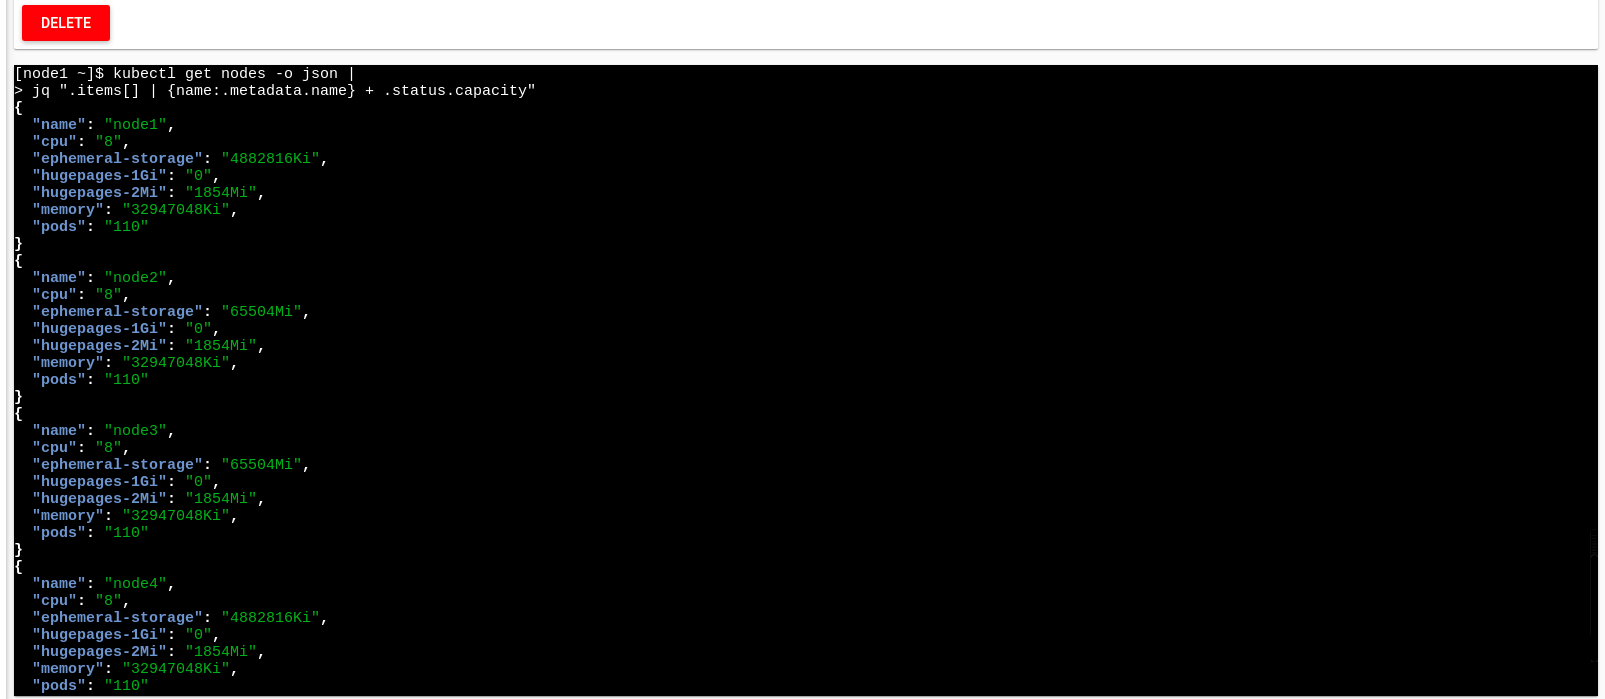 DELETE
[node1 ~]$ kubectl get nodes -o json |
> jq ".items[] | {name:.metadata.name} + .status.capacity"
{
  "name": "node1",
  "cpu": "8",
  "ephemeral-storage": "4882816Ki",
  "hugepages-1Gi": "0",
  "hugepages-2Mi": "1854Mi",
  "memory": "32947048Ki",
  "pods": "110"
}
{
  "name": "node2",
  "cpu": "8",
  "ephemeral-storage": "65504Mi",
  "hugepages-1Gi": "0",
  "hugepages-2Mi": "1854Mi",
  "memory": "32947048Ki",
  "pods": "110"
}
{
  "name": "node3",
  "cpu": "8",
  "ephemeral-storage": "65504Mi",
  "hugepages-1Gi": "0",
  "hugepages-2Mi": "1854Mi",
  "memory": "32947048Ki",
  "pods": "110"
}
{
  "name": "node4",
  "cpu": "8",
  "ephemeral-storage": "4882816Ki",
  "hugepages-1Gi": "0",
  "hugepages-2Mi": "1854Mi",
  "memory": "32947048Ki",
  "pods": "110"